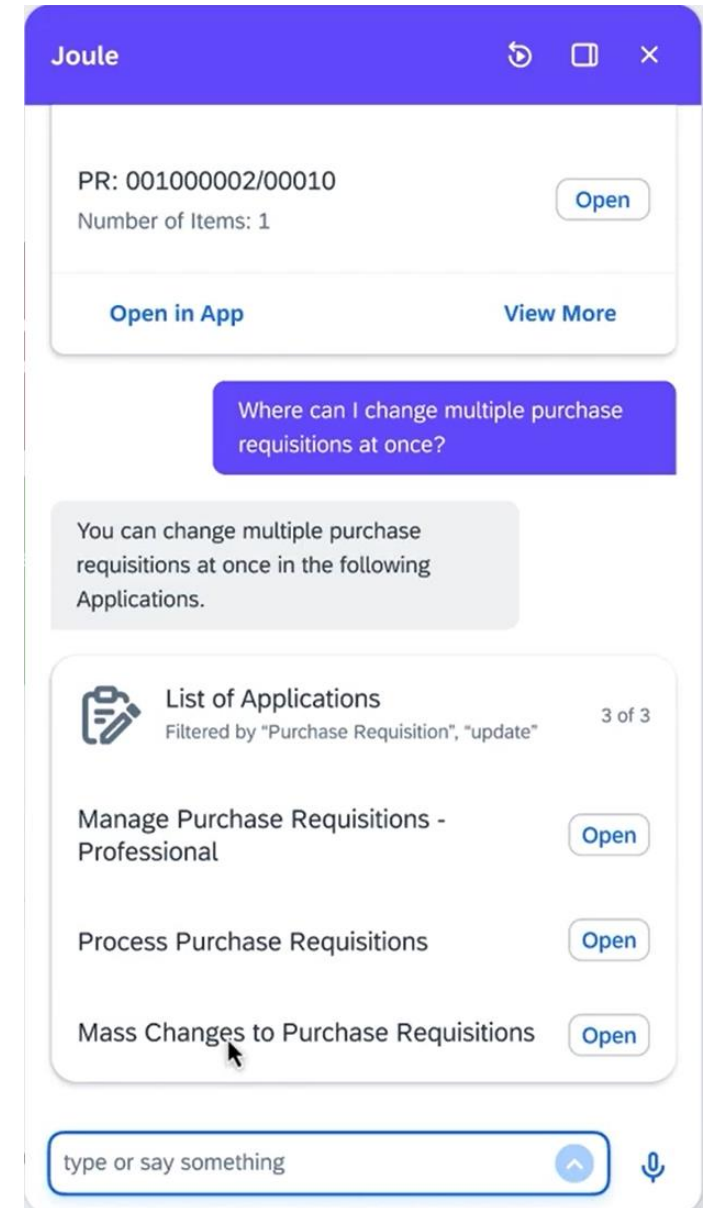 Joule
PR: 001000002/00010
Open
Number of Items: 1
Open in App
View More
Where can I change multiple purchase
requisitions at once?
You can change multiple purchase
requisitions at once in the following
Applications.
List of Applications
3 of 3
Filtered by “Purchase Requisition”, “update”
Manage Purchase Requisitions -
Professional
Open
Process Purchase Requisitions
Open
Mass Changes to Purchase Requisitions
Open
type or say something